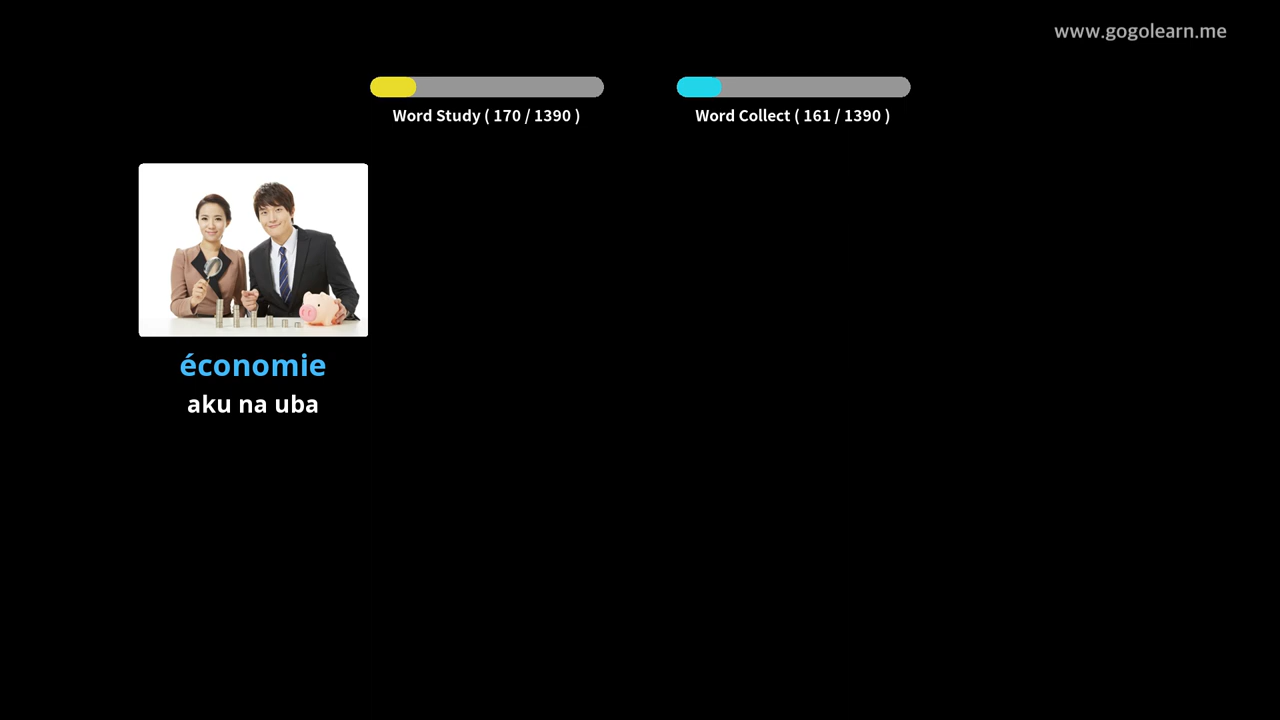 www.gogolearn.me
Word Study ( 170 / 1390 )
Word Collect ( 161 / 1390 )
économie
aku na uba